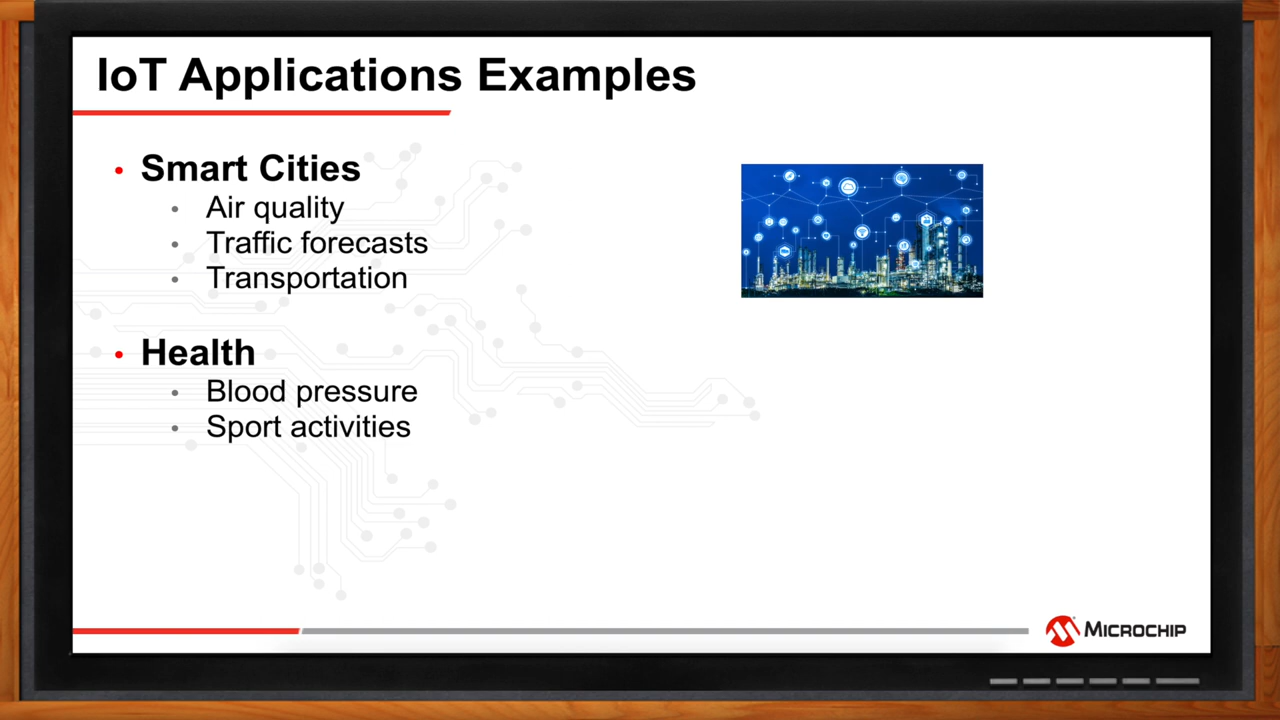 IoT Applications Examples
• Smart Cities
• Air quality
• Traffic forecasts
• Transportation
• Health
• Blood pressure
• Sport activities
MICROCHIP